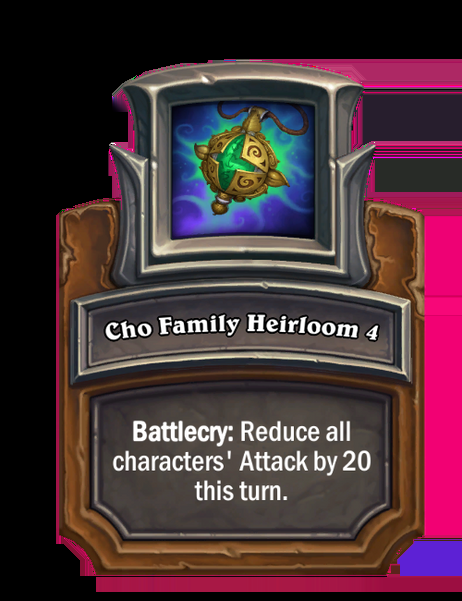 Cho Family Heirloom 4
Battlecry: Reduce all
characters' Attack by 20
this turn.